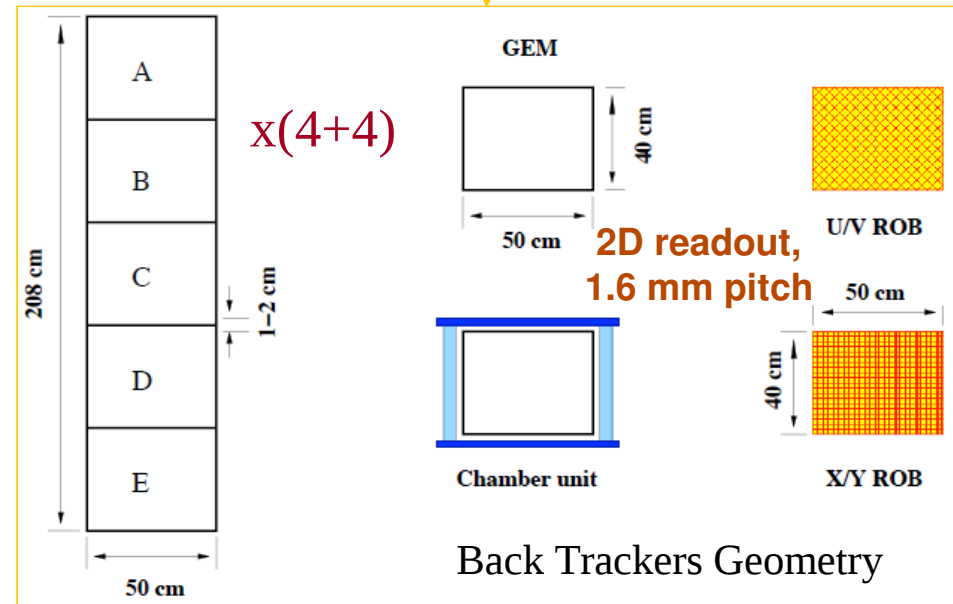 A
B
C
D
E
208 cm
50 cm
1–2 cm
x(4+4)
GEM
40 cm
50 cm
2D readout,
1.6 mm pitch
U/V ROB
50 cm
40 cm
Chamber unit
X/Y ROB
Back Trackers Geometry